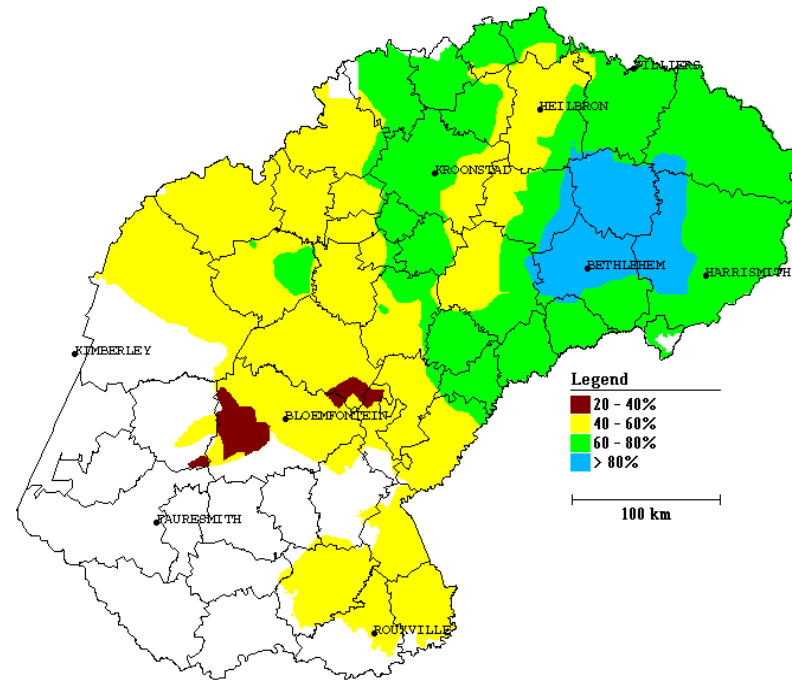 VILLIERS
HEILBRON
KROONSTAD
BETHLEHEM
HARRISMITH
KIMBERLEY
Legend
20 - 40%
40 - 60%
60 - 80%
> 80%
BLOEMFONTEIN
100 km
FAURESMITH
ROUXVILLE